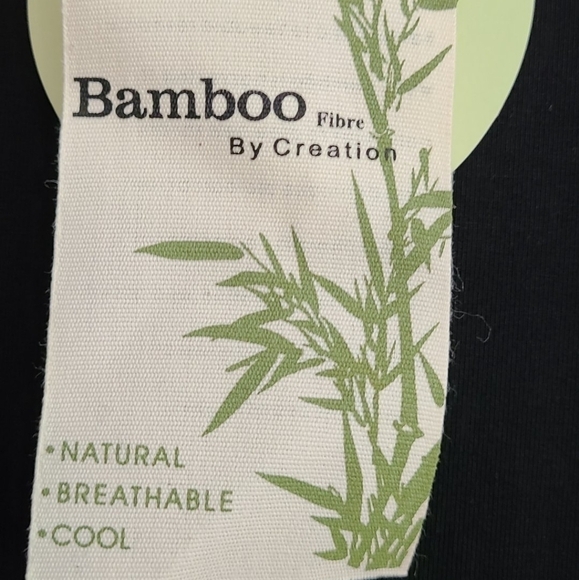 Bamboo Fibre
By Creation
•NATURAL
•BREATHABLE
•COOL